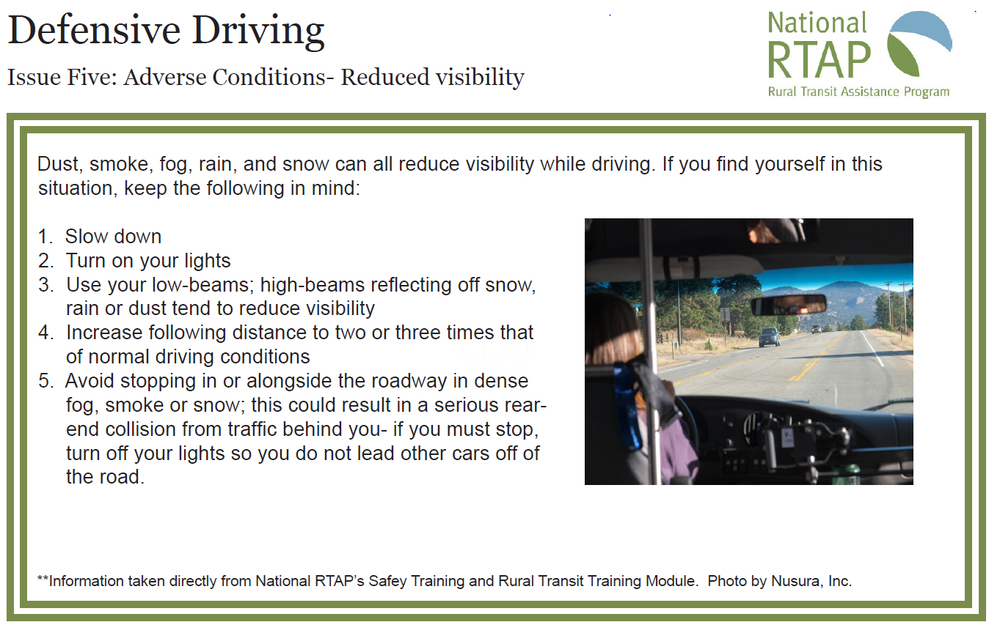 Defensive Driving
Issue Five: Adverse Conditions- Reduced visibility
National
RTAP
Rural Transit Assistance Program
Dust, smoke, fog, rain, and snow can all reduce visibility while driving. If you find yourself in this
situation, keep the following in mind:
1. Slow down
2. Turn on your lights
3. Use your low-beams; high-beams reflecting off snow,
rain or dust tend to reduce visibility
4. Increase following distance to two or three times that
of normal driving conditions
5. Avoid stopping in or alongside the roadway in dense
fog, smoke or snow; this could result in a serious rear-
end collision from traffic behind you- if you must stop,
turn off your lights so you do not lead other cars off of
the road.
**Information taken directly from National RTAP's Safey Training and Rural Transit Training Module.  Photo by Nusura, Inc.